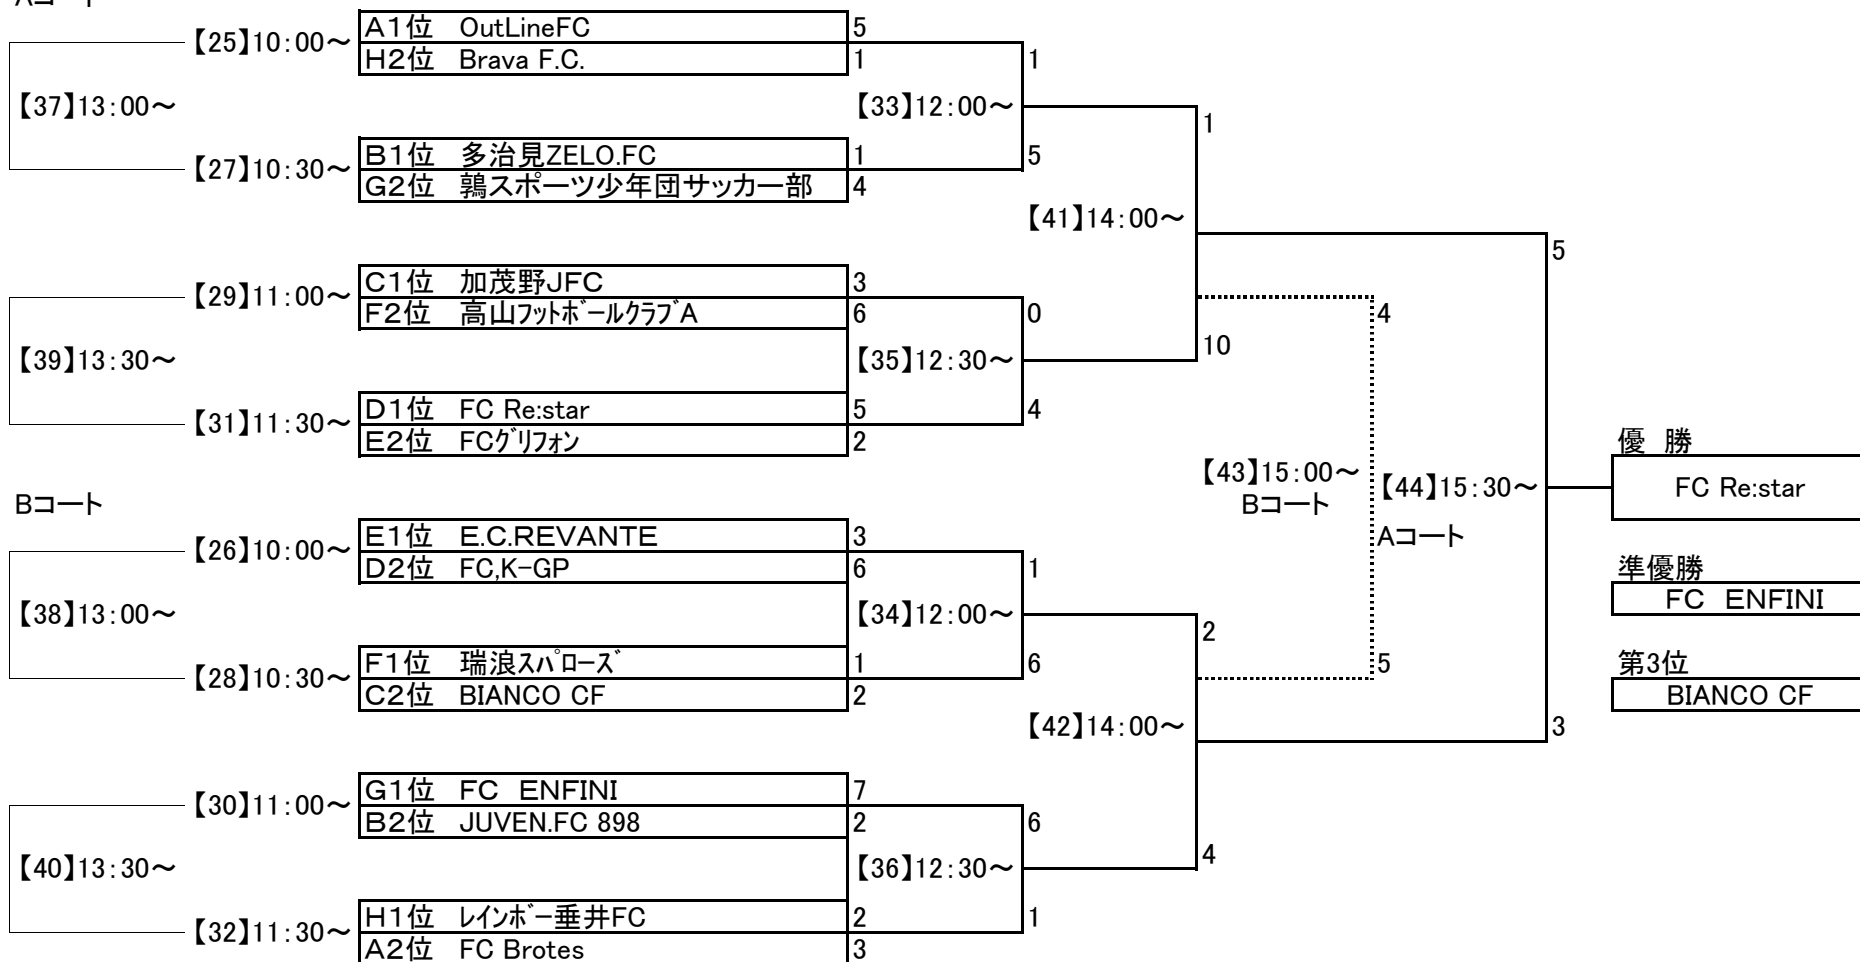 Aコート
【25】10：00～ A1位 OutLineFC 5
H2位 Brava F.C. 1
1
【37】13：00～ 【33】12：00～
1
【27】10：30～ B1位 多治見ZELO.FC 1
5
G2位 鶉スポーツ少年団サッカー部 4
【41】14：00～
5
【29】11：00～ C1位 加茂野JFC 3
F2位 高山ﾌｯﾄﾎﾞｰﾙｸﾗﾌﾞA 6
0
4
【39】13：30～ 【35】12：30～
10
【31】11：30～ D1位 FC Re:star 5
4
E2位 FCｸﾞﾘﾌｫﾝ 2
優 勝
【43】15：00～
Bコート
【44】15：30～
Aコート
FC Re:star
Bコート
【26】10：00～ E1位 E.C.REVANTE 3
D2位 FC,K-GP 6
1
準優勝
FC ENFINI
【38】13：00～ 【34】12：00～
2
【28】10：30～ F1位 瑞浪ｽﾊﾟﾛｰｽﾞ 1
6
5
第3位
C2位 BIANCO CF 2
BIANCO CF
【42】14：00～
3
【30】11：00～ G1位 FC ENFINI 7
B2位 JUVEN.FC 898 2
6
【40】13：30～ 【36】12：30～
4
【32】11：30～ H1位 ﾚｲﾝﾎﾞｰ垂井FC 2
1
A2位 FC Brotes 3